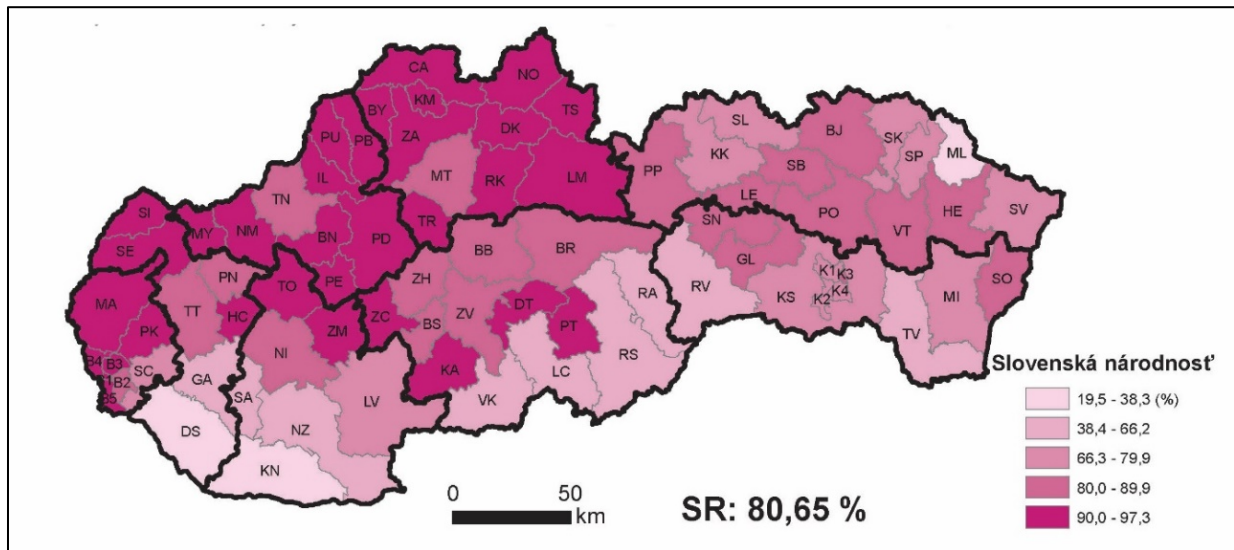 CA
NO
BY
KM
TS
PU
PB
ZA
DK
SL
BJ
SK
SP
ML
IL
MT
RK
LM
PP
KK
SB
TN
LE
PO
VT
HE
SV
SI
MY
NM
BN
PD
TR
SN
SE
BB
BR
GL
PE
PN
TO
ZH
K1
K3
K4
K2
KS
RV
RA
MI
SO
MA
TT
HC
ZM
ZC
BS
ZV
DT
PT
RS
TV
PK
NI
KA
LC
B4
B3
B2
B5
SC
GA
SA
LV
VK
NZ
DS
KN
Slovenská národnosť
19,5 - 38,3 (%)
38,4 - 66,2
66,3 - 79,9
80,0 - 89,9
90,0 - 97,3
0 50
km
SR: 80,65 %